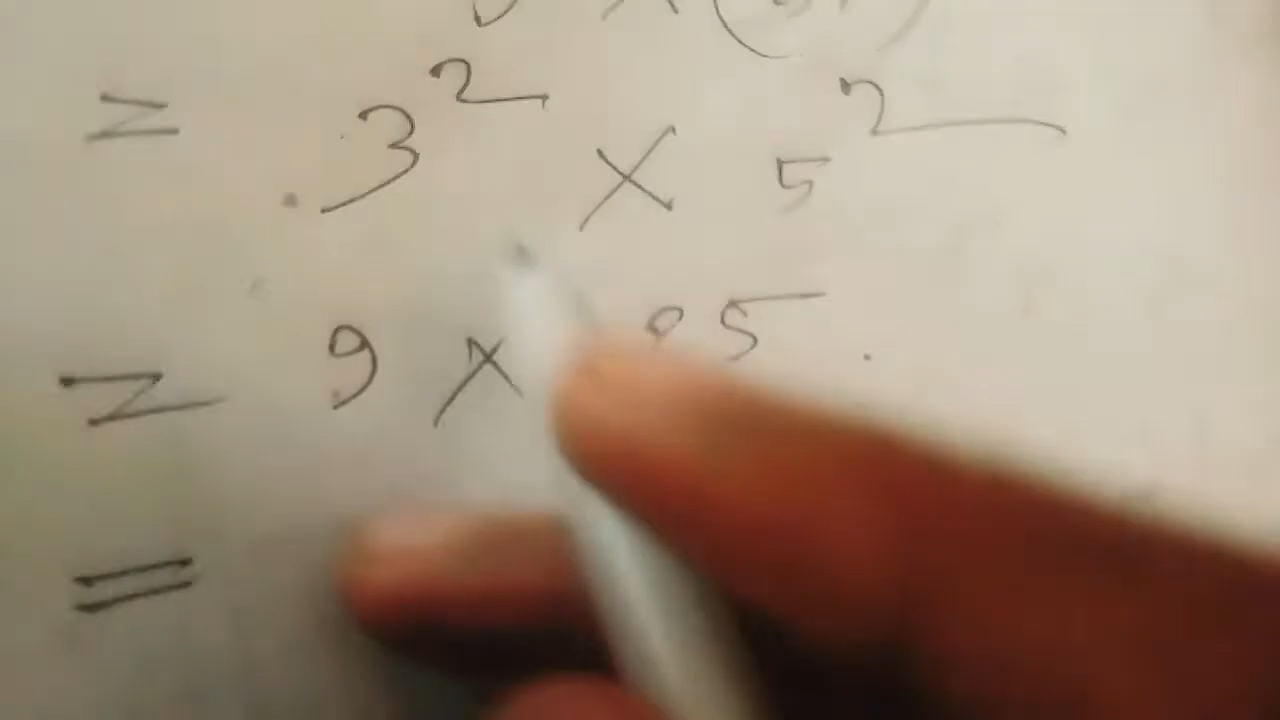 = 3² × 5²
= 9 × 25
=